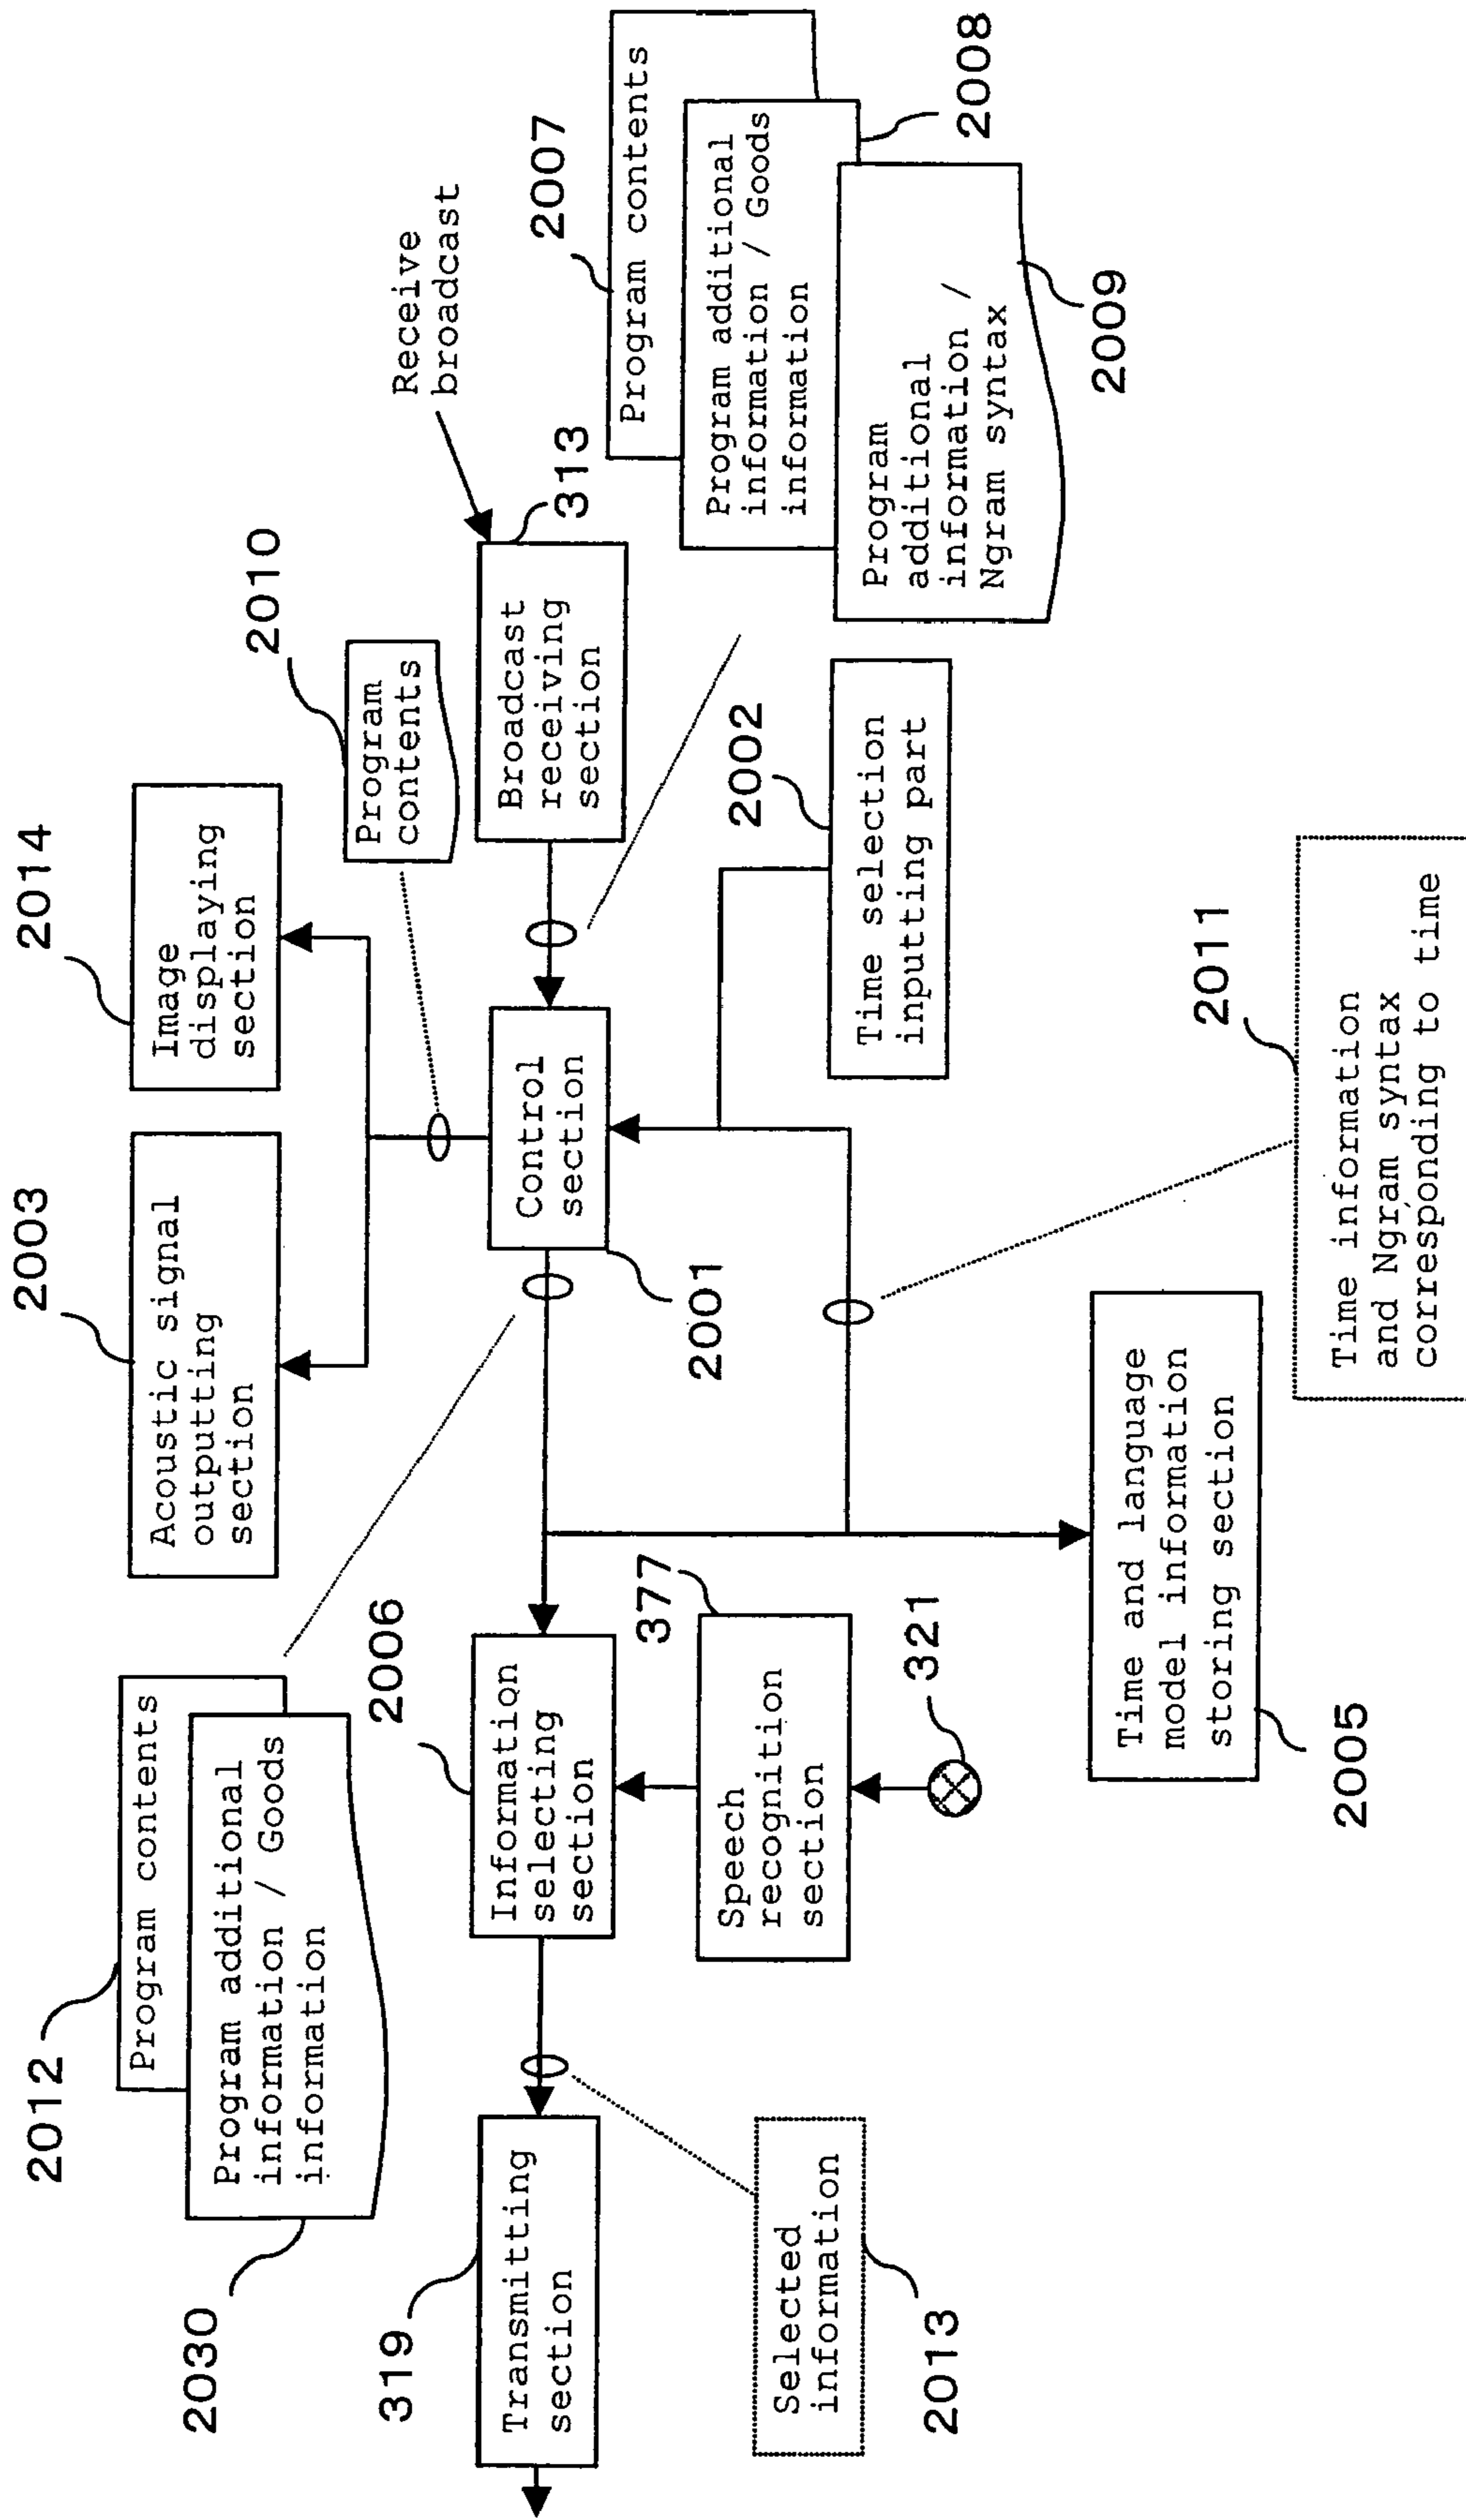 2012
Program contents
Program additional
information / Goods
information
2030
2003
Acoustic signal
outputting
section
2014
Image
displaying
section
2010
Program
contents
Receive
broadcast
319
Transmitting
section
2006
Information
selecting
section
Control
section
2001
Broadcast
receiving
section
313
2007
Program contents
Program additional
information / Goods
information
2008
Program
additional
information /
Ngram syntax
2009
Selected
information
2013
377
Speech
recognition
section
321
2002
Time selection
inputting part
Time and language
model information
storing section
2005
2011
Time information
and Ngram syntax
corresponding to time